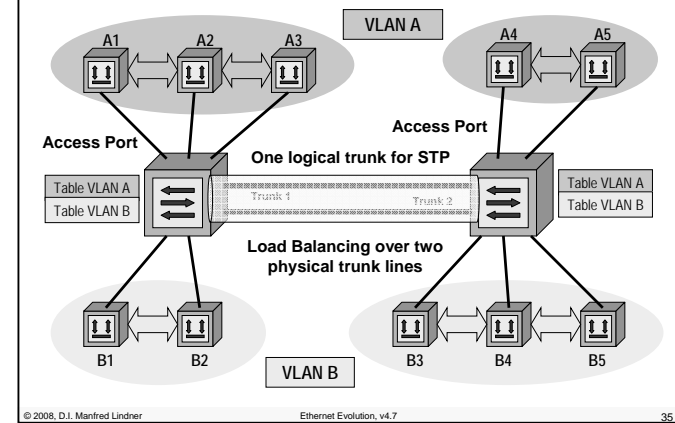 VLAN A
A1 A2 A3
A4 A5
Access Port
Access Port
One logical trunk for STP
Table VLAN A
Table VLAN B
Trunk 1
Trunk 2
Table VLAN A
Table VLAN B
Load Balancing over two
physical trunk lines
B1 B2
B3 B4 B5
VLAN B
© 2008, D.I. Manfred Lindner
Ethernet Evolution, v4.7
35